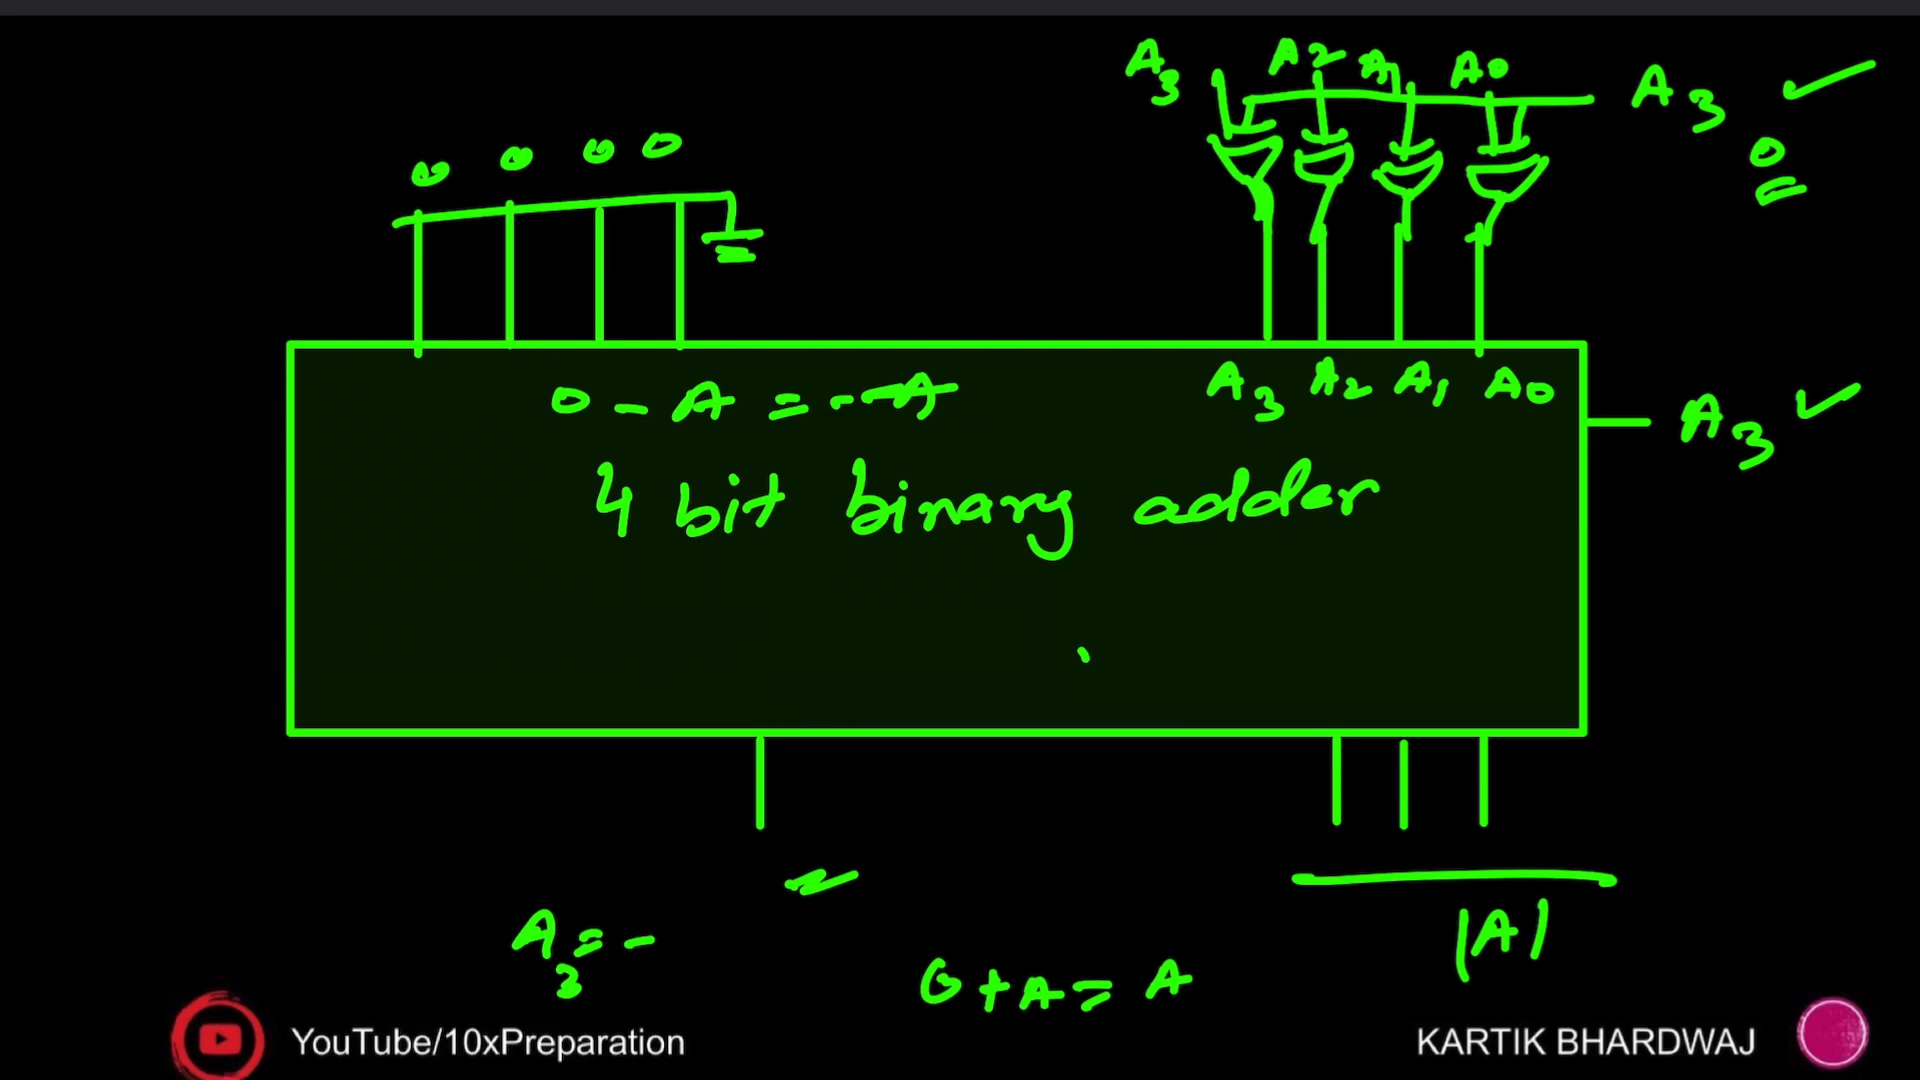 A3 A2 A1 A0 A3
0 0 0 0
0
A3 A2 A1 A0
0 - A = - A
A3
4 bit binary adder
|A|
A3 = -
0 + A = A
YouTube/10xPreparation
KARTIK BHARDWAJ